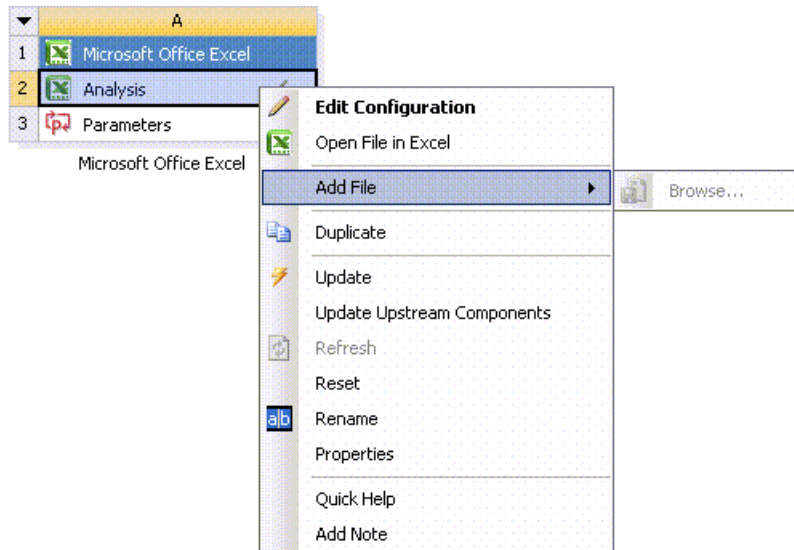 A
1 Microsoft Office Excel
2 Analysis
3 Parameters
Microsoft Office Excel
Edit Configuration
Open File in Excel
Add File
Browse...
Duplicate
Update
Update Upstream Components
Refresh
Reset
a|b Rename
Properties
Quick Help
Add Note